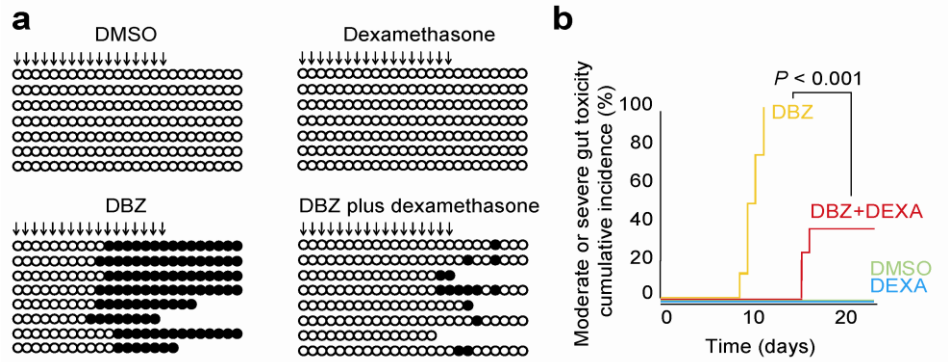 a
DMSO
Dexamethasone
DBZ
DBZ plus dexamethasone
b
Moderate or severe gut toxicity
cumulative incidence (%)
P < 0.001
100
80
60
40
20
0
DBZ
DBZ+DEXA
DMSO
DEXA
0
10
20
Time (days)